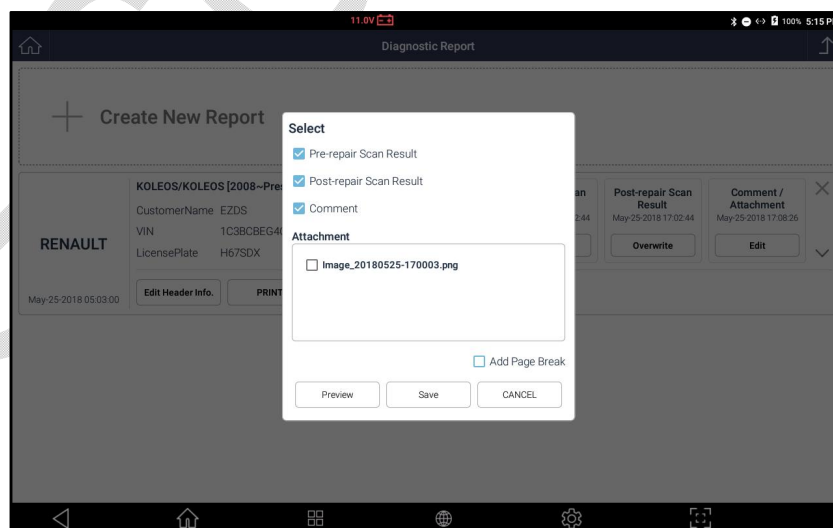 11.0V
100% 5:15 P
Diagnostic Report
Create New Report
Select
Pre-repair Scan Result
Post-repair Scan Result
Comment
Attachment
Image_20180525-170003.png
Add Page Break
Preview Save CANCEL
RENAULT
May-25-2018 05:03:00
KOLEOS/KOLEOS [2008~Pre
CustomerName EZDS
VIN 1C3BCBEG4
LicensePlate H67SDX
Edit Header Info. PRINT
an
2:44
Post-repair Scan
Result
May-25-2018 17:02:44
Overwrite
Comment /
Attachment
May-25-2018 17:08:26
Edit